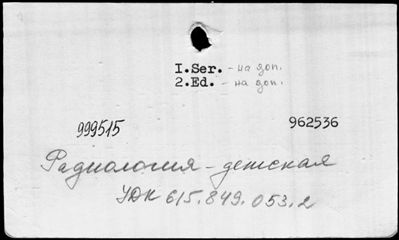 I.Ser. - на доп.
2.Ed. - на доп.
999515 962536
Радиология - детская
УДК 615.849.053.2